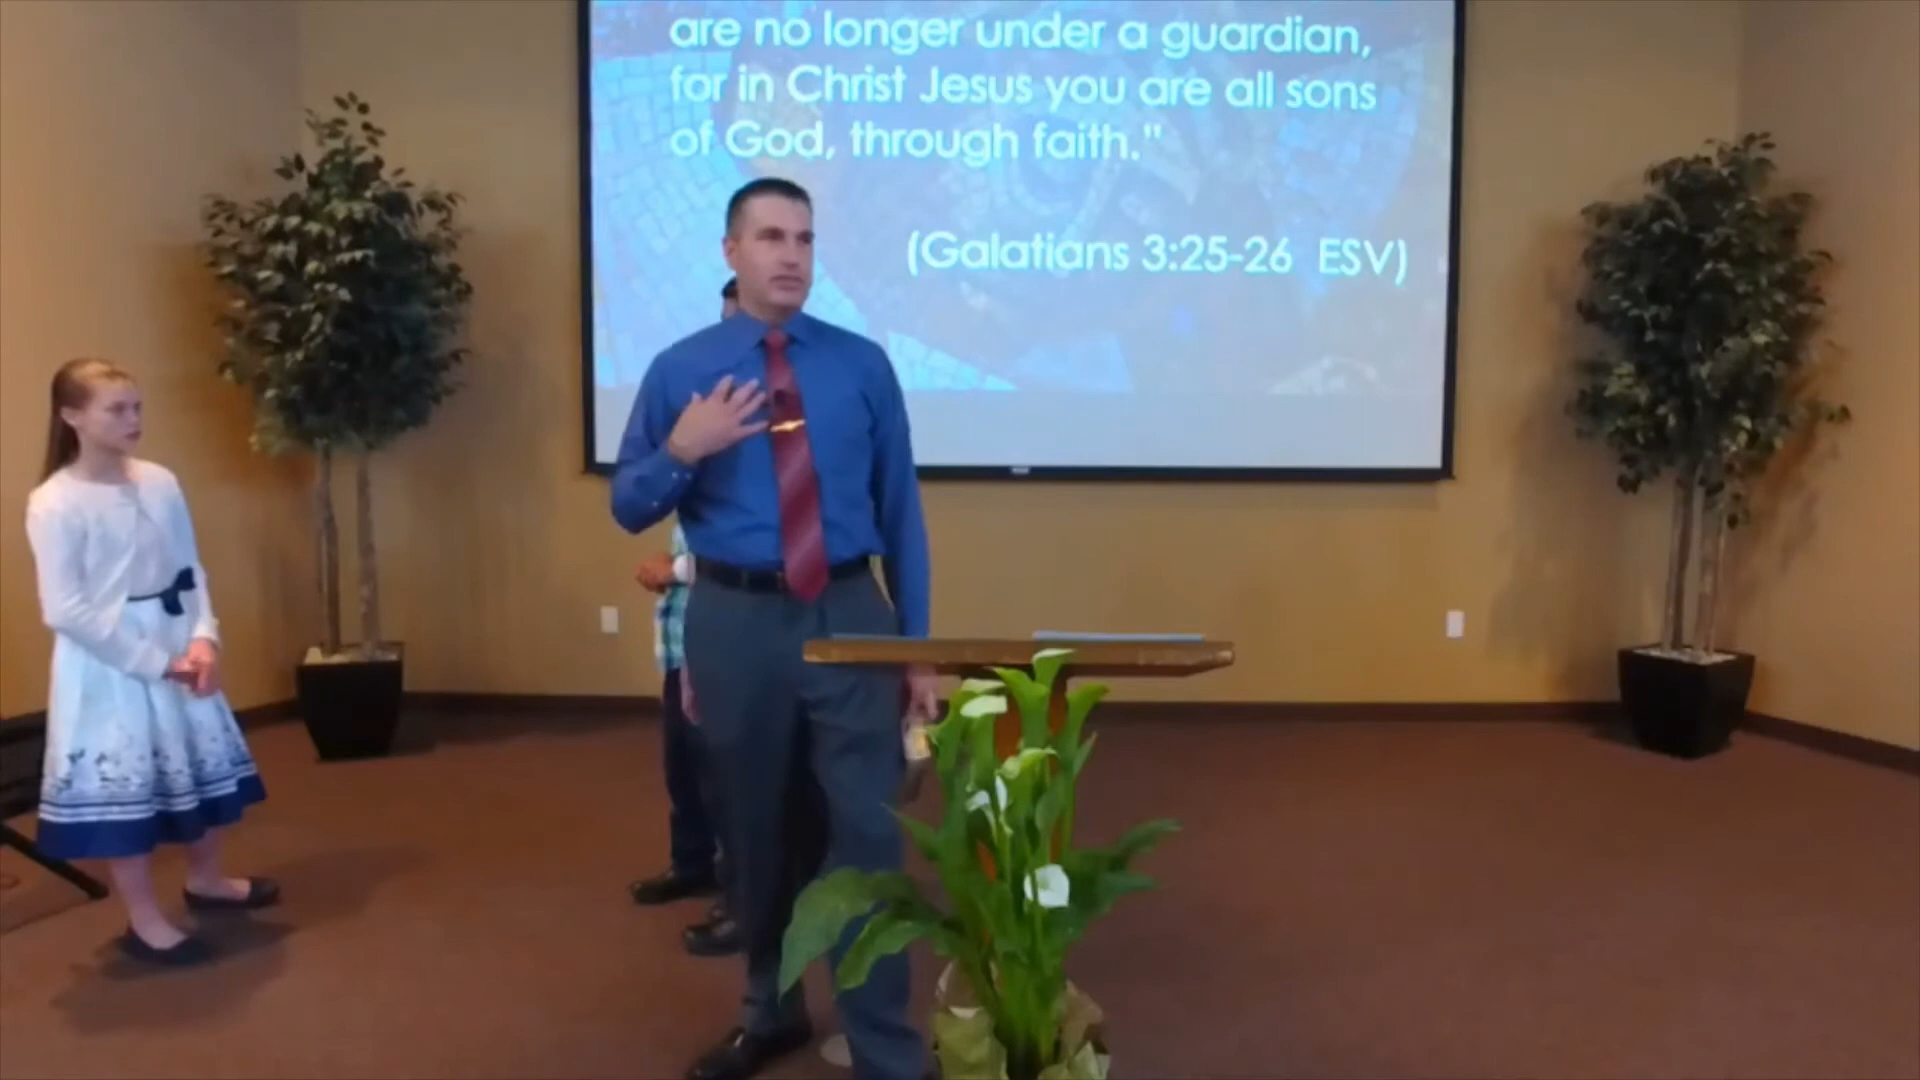 are no longer under a guardian,
for in Christ Jesus you are all sons
of God, through faith."
(Galatians 3:25-26 ESV)